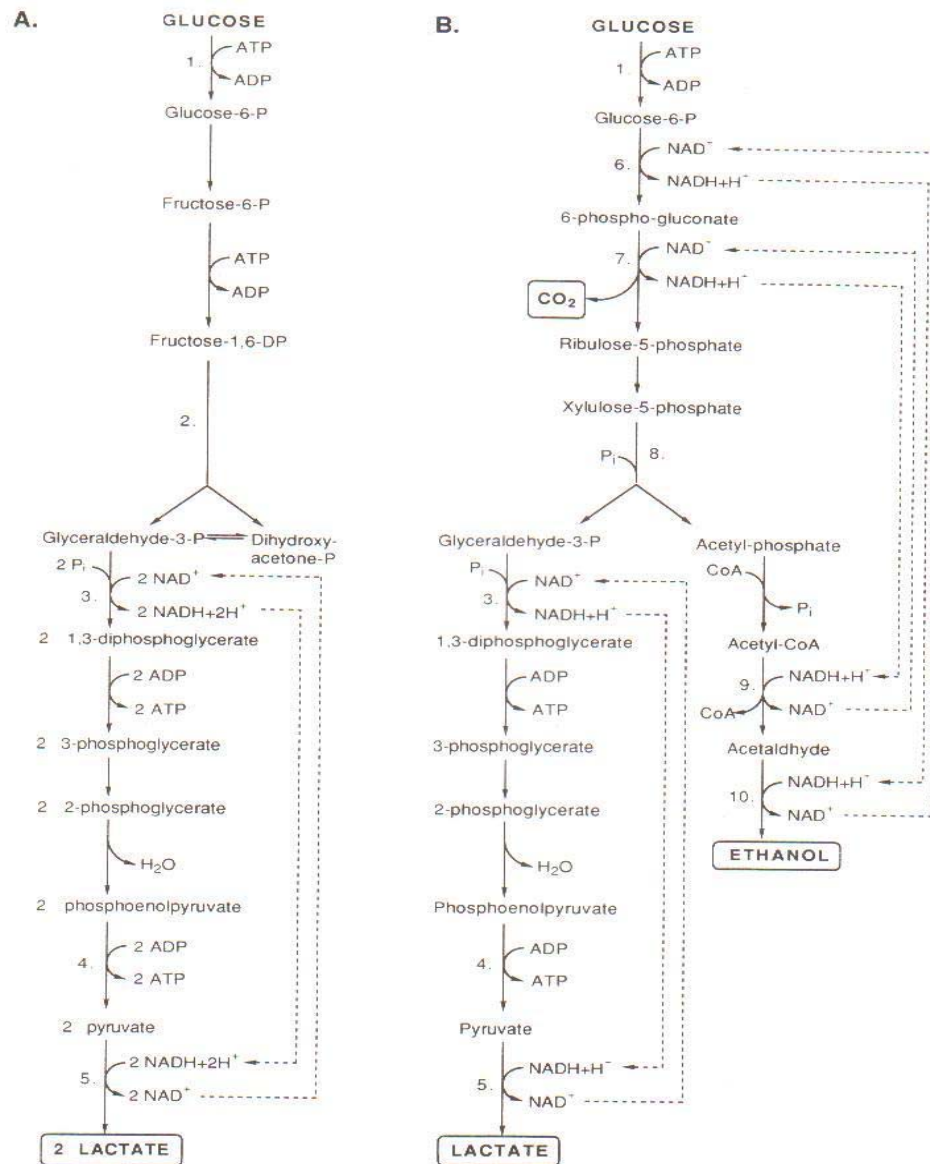 A.
GLUCOSE
1.
ATP
ADP
Glucose-6-P
Fructose-6-P
ATP
ADP
Fructose-1,6-DP
2.
Glyceraldehyde-3-P
Dihydroxy-
acetone-P
2 Pi
2 NAD+
3.
2 NADH+2H+
2 1,3-diphosphoglycerate
2 ADP
2 ATP
2 3-phosphoglycerate
2 2-phosphoglycerate
H2O
2 phosphoenolpyruvate
2 ADP
4.
2 ATP
2 pyruvate
2 NADH+2H+
5.
2 NAD+
2 LACTATE
B.
GLUCOSE
1.
ATP
ADP
Glucose-6-P
NAD-
6.
NADH+H-
6-phospho-gluconate
NAD-
7.
NADH+H-
CO2
Ribulose-5-phosphate
Xylulose-5-phosphate
Pi
8.
Glyceraldehyde-3-P
Pi
NAD+
3.
NADH+H+
1,3-diphosphoglycerate
ADP
ATP
3-phosphoglycerate
2-phosphoglycerate
H2O
Phosphoenolpyruvate
ADP
4.
ATP
Pyruvate
NADH+H-
5.
NAD-
LACTATE
Acetyl-phosphate
CoA
Pi
Acetyl-CoA
NADH+H-
9.
CoA
NAD-
Acetaldhyde
NADH+H-
10.
NAD+
ETHANOL